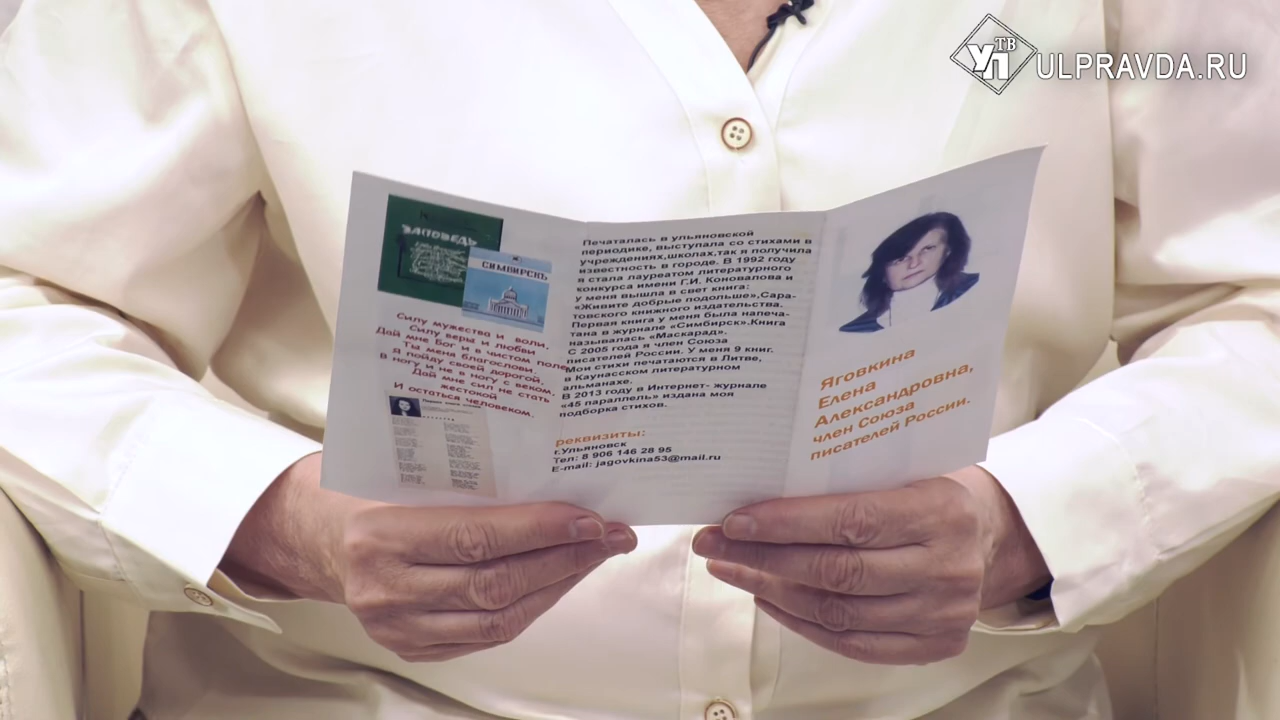 УП ТВ
ULPRAVDA.RU
ЗАПОВЕДЬ
СИМБИРСКЪ
Силу мужества и воли,
Силу веры и любви
Дай мне Бог и в чистом поле
Ты меня благослови.
Я пойду своей дорогой,
В ногу и не в ногу с веком.
Дай мне сил не стать
жестокой
И остаться человеком.
Печаталась в ульяновской
периодике, выступала со стихами в
учреждениях,школах,так я получила
известность в городе. В 1992 году
я стала лауреатом литературного
конкурса имени Г.И. Коновалова и
у меня вышла в свет книга:
«Живите добрые подольше»,Сара-
товского книжного издательства.
Первая книга у меня была напеча-
тана в журнале «Симбирск».Книга
называлась «Маскарад».
С 2005 года я член Союза
писателей России. У меня 9 книг.
Мои стихи печатаются в Литве,
в Каунасском литературном
альманахе.
В 2013 году в Интернет- журнале
«45 параллель» издана моя
подборка стихов.
реквизиты:
г.Ульяновск
Тел: 8 906 146 28 95
E-mail: jagovkina53@mail.ru
Яговкина
Елена
Александровна,
член Союза
писателей России.